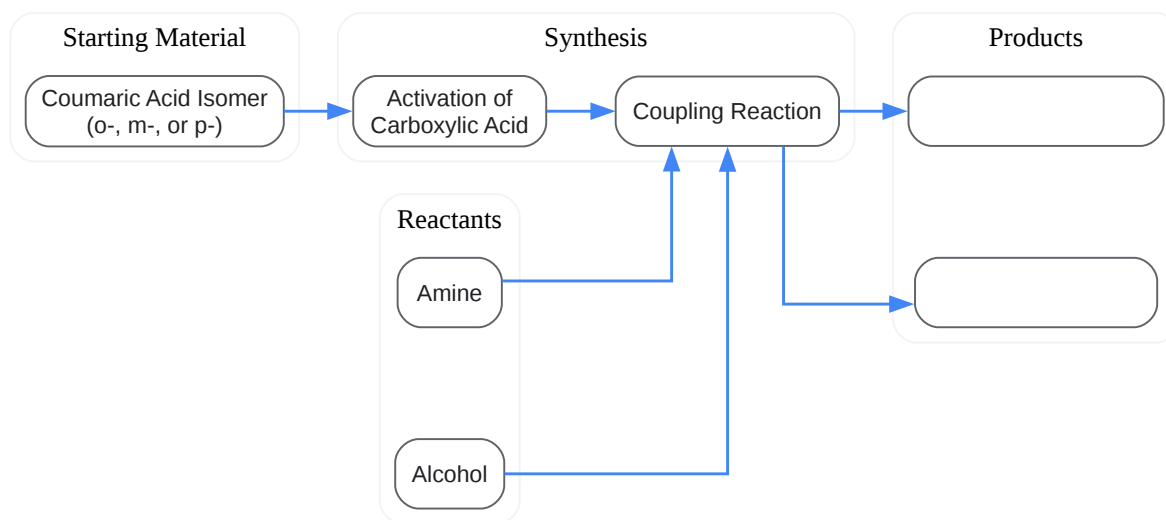 Starting Material
Synthesis
Products
Coumaric Acid Isomer
(o-, m-, or p-)
Activation of
Carboxylic Acid
Coupling Reaction
Reactants
Amine
Alcohol